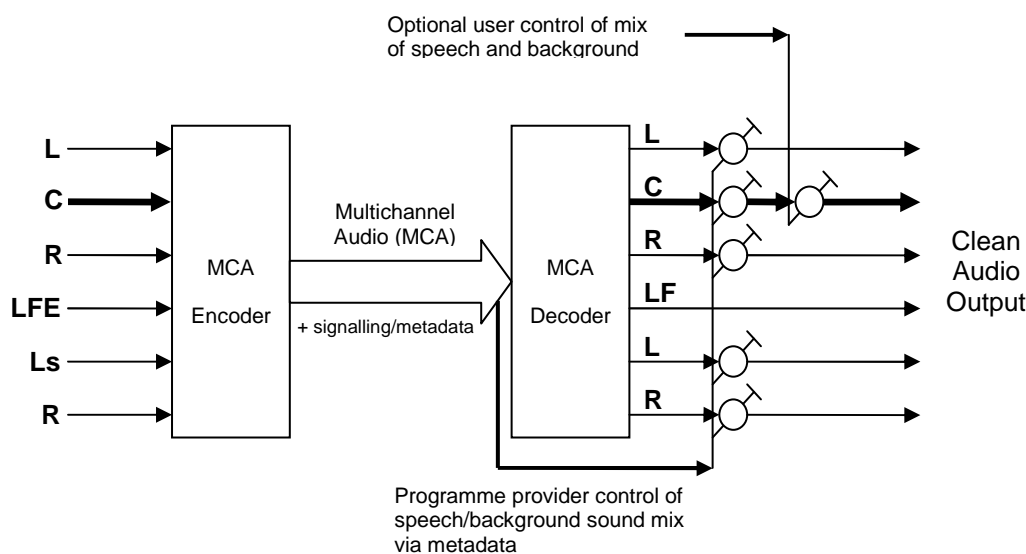 Optional user control of mix
of speech and background
L
C
R
LFE
Ls
R
MCA
Encoder
Multichannel
Audio (MCA)
+ signalling/metadata
MCA
Decoder
L
C
R
LF
L
R
Clean
Audio
Output
Programme provider control of
speech/background sound mix
via metadata